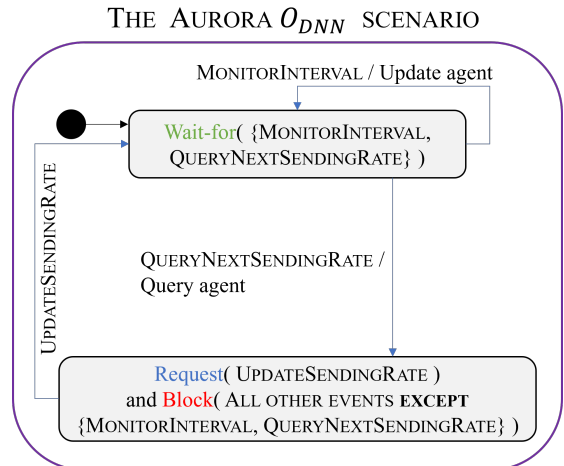 THE AURORA O_DNN SCENARIO
MONITORINTERVAL / Update agent
Wait-for( {MONITORINTERVAL,
QUERYNEXTSENDINGRATE} )
UPDATESENDINGRATE
QUERYNEXTSENDINGRATE /
Query agent
Request( UPDATESENDINGRATE )
and Block( ALL OTHER EVENTS EXCEPT
{MONITORINTERVAL, QUERYNEXTSENDINGRATE} )